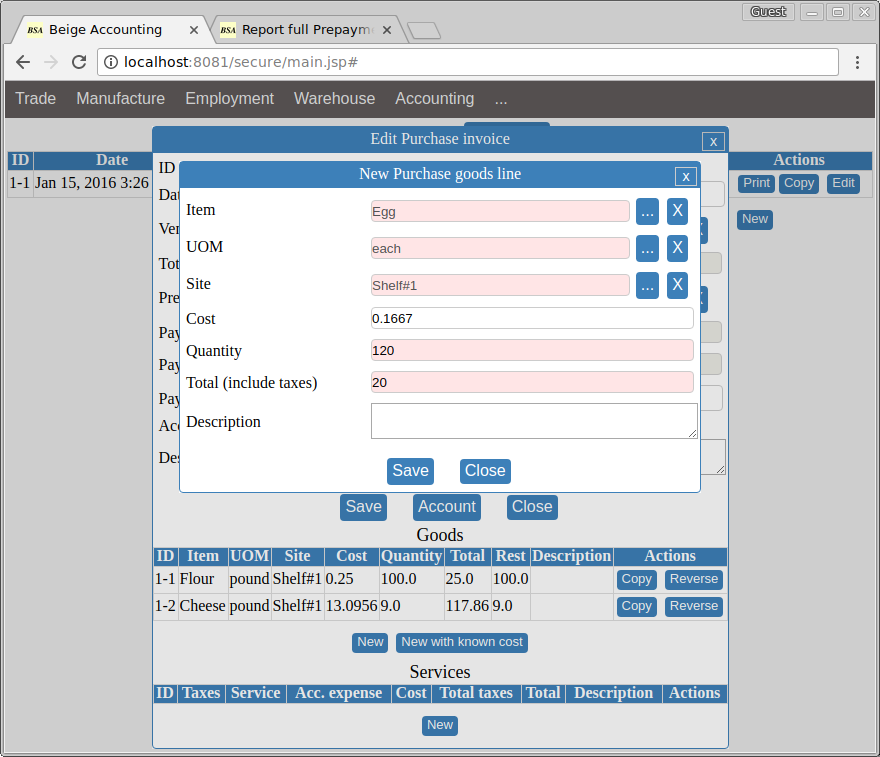 Guest
BSA Beige Accounting
BSA Report full Prepaym
localhost:8081/secure/main.jsp#
Trade Manufacture Employment Warehouse Accounting ...
Edit Purchase invoice x
ID Date Actions
1-1 Jan 15, 2016 3:26 Print Copy Edit
New
ID
Dat
Ven
Tot
Pre
Pay
Pay
Pay
Acc
Des
New Purchase goods line x
Item Egg ... X
UOM each ... X
Site Shelf#1 ... X
Cost 0.1667
Quantity 120
Total (include taxes) 20
Description
Save Close
Save Account Close
Goods
ID Item UOM Site Cost Quantity Total Rest Description Actions
1-1 Flour pound Shelf#1 0.25 100.0 25.0 100.0 Copy Reverse
1-2 Cheese pound Shelf#1 13.0956 9.0 117.86 9.0 Copy Reverse
New New with known cost
Services
ID Taxes Service Acc. expense Cost Total taxes Total Description Actions
New